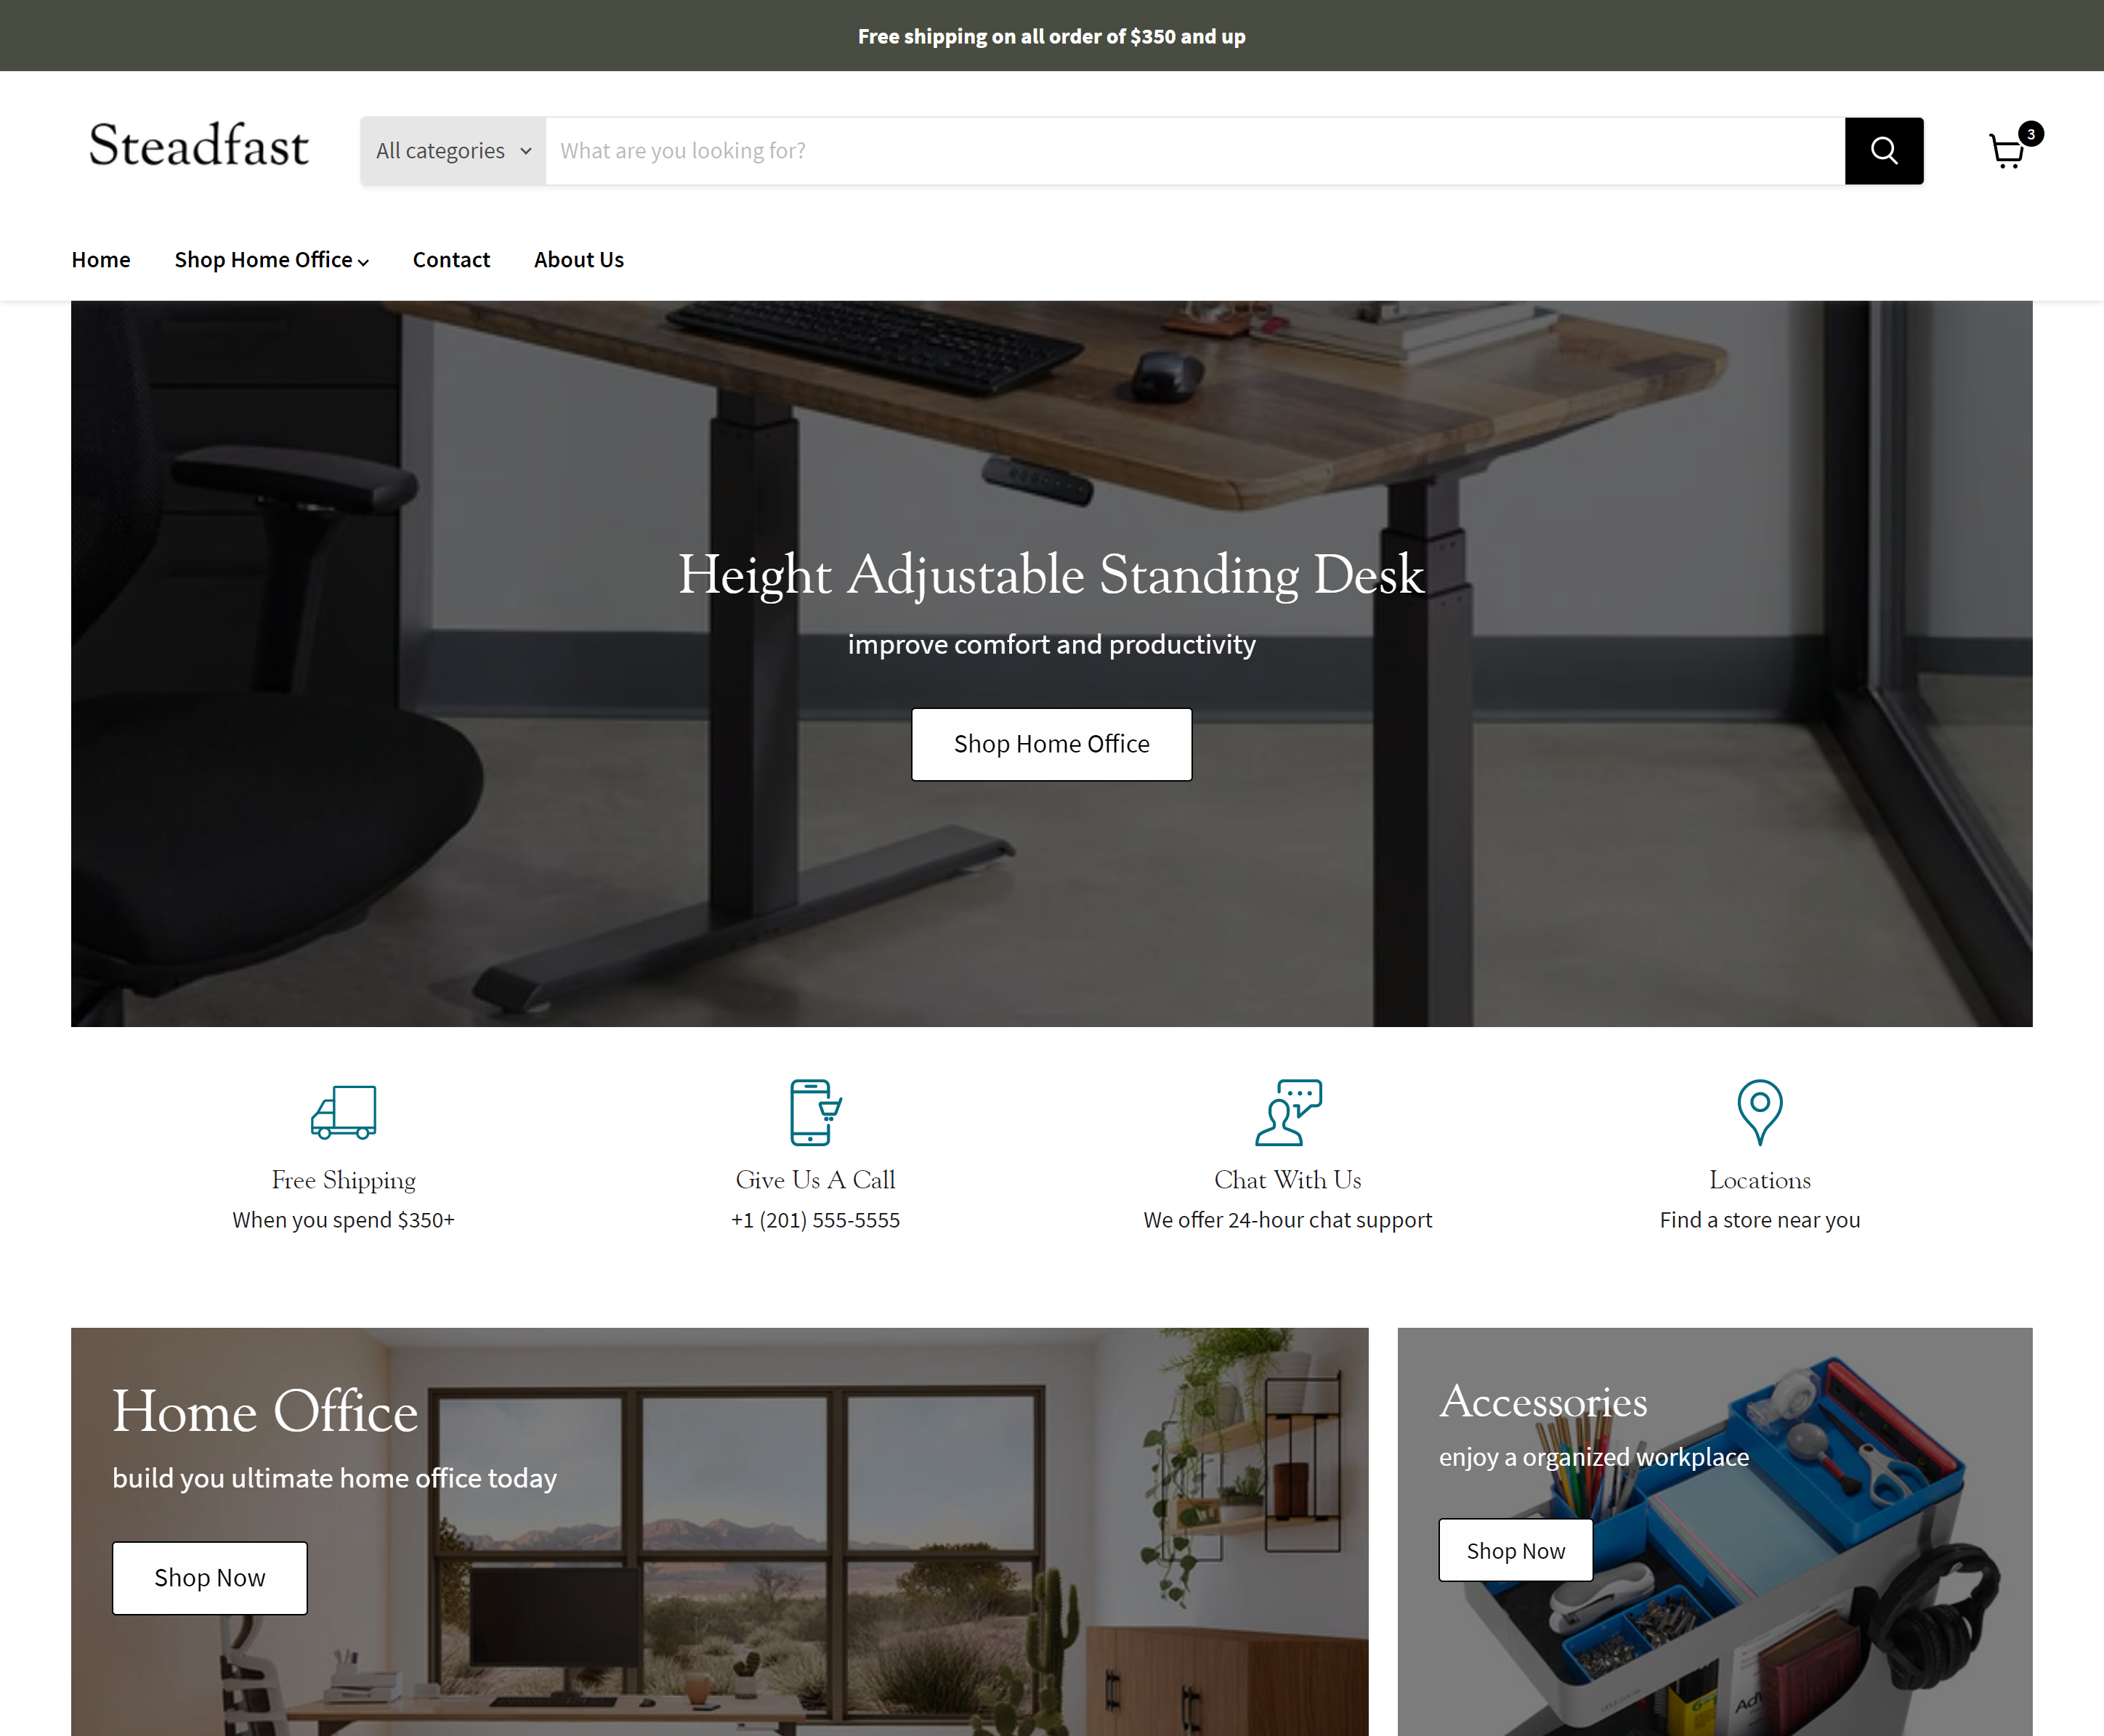 Free shipping on all order of $350 and up
Steadfast
All categories
What are you looking for?
3
Home
Shop Home Office
Contact
About Us
Height Adjustable Standing Desk
improve comfort and productivity
Shop Home Office
Free Shipping
When you spend $350+
Give Us A Call
+1 (201) 555-5555
Chat With Us
We offer 24-hour chat support
Locations
Find a store near you
Home Office
build you ultimate home office today
Shop Now
Accessories
enjoy a organized workplace
Shop Now